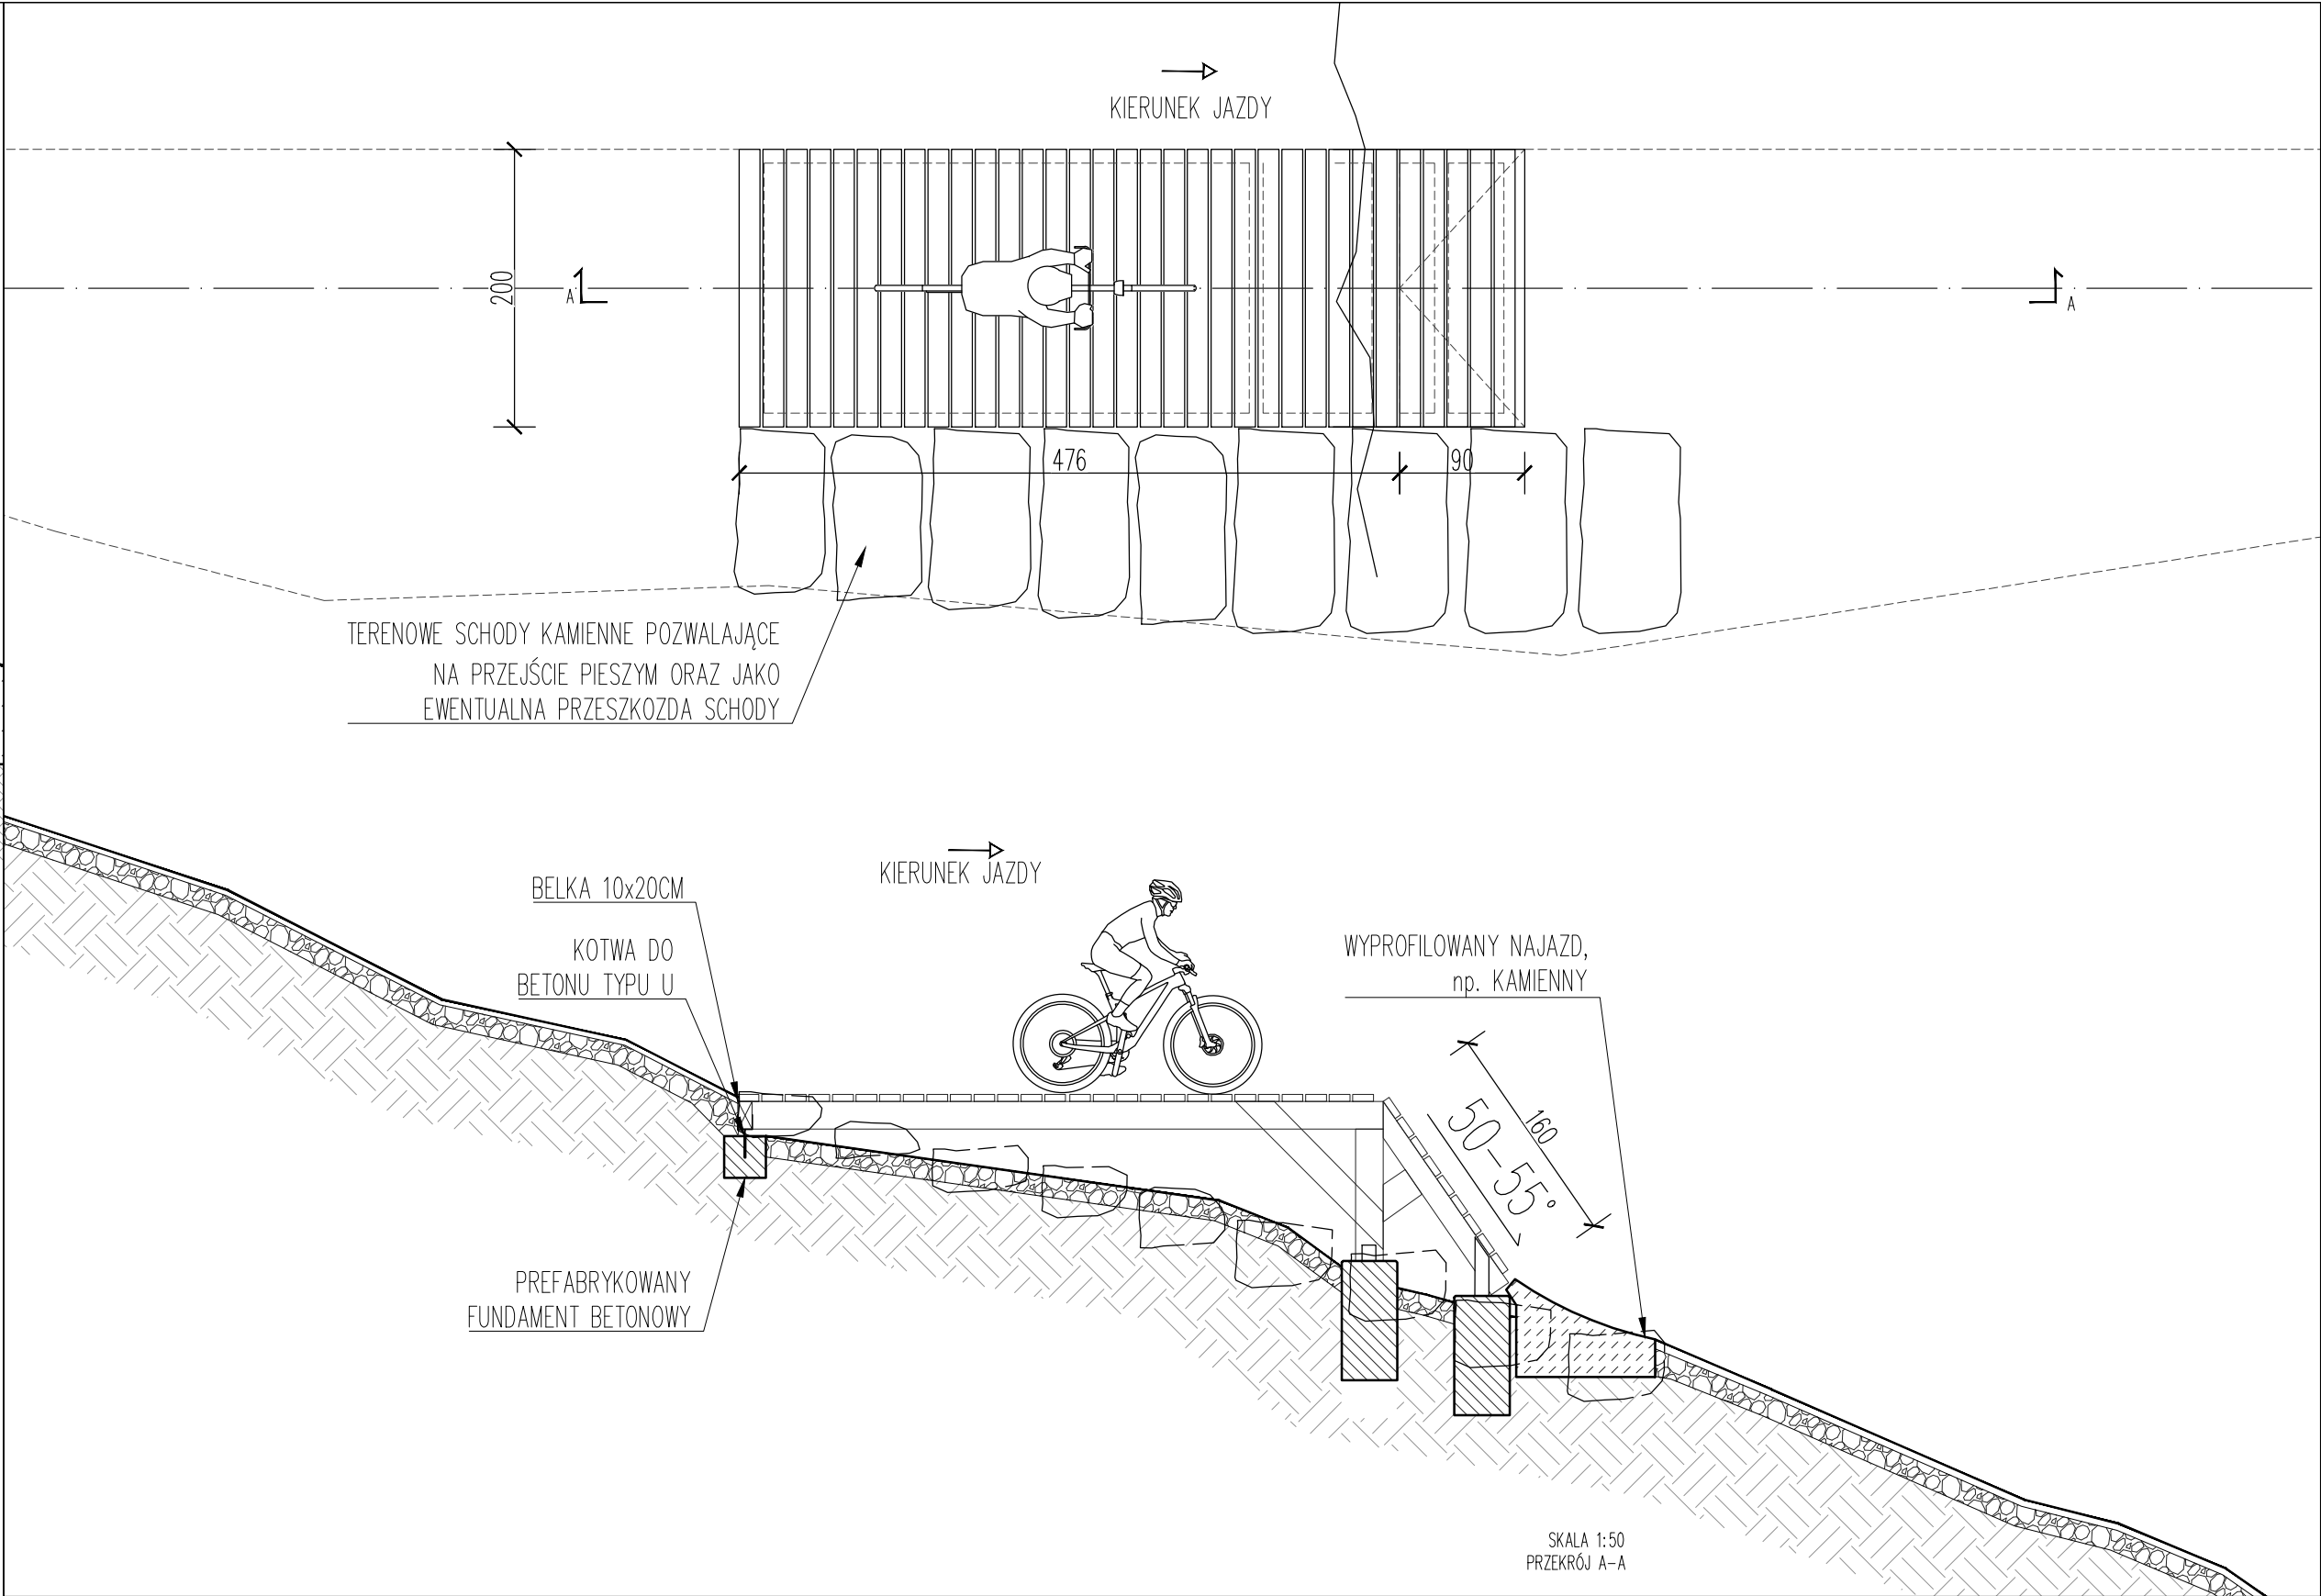 KIERUNEK JAZDY
200
A
A
476
90
TERENOWE SCHODY KAMIENNE POZWALAJĄCE
NA PRZEJŚCIE PIESZYM ORAZ JAKO
EWENTUALNA PRZESZKOZDA SCHODY
KIERUNEK JAZDY
BELKA 10x20CM
KOTWA DO
BETONU TYPU U
WYPROFILOWANY NAJAZD,
np. KAMIENNY
160
50-55°
PREFABRYKOWANY
FUNDAMENT BETONOWY
SKALA 1:50
PRZEKRÓJ A-A